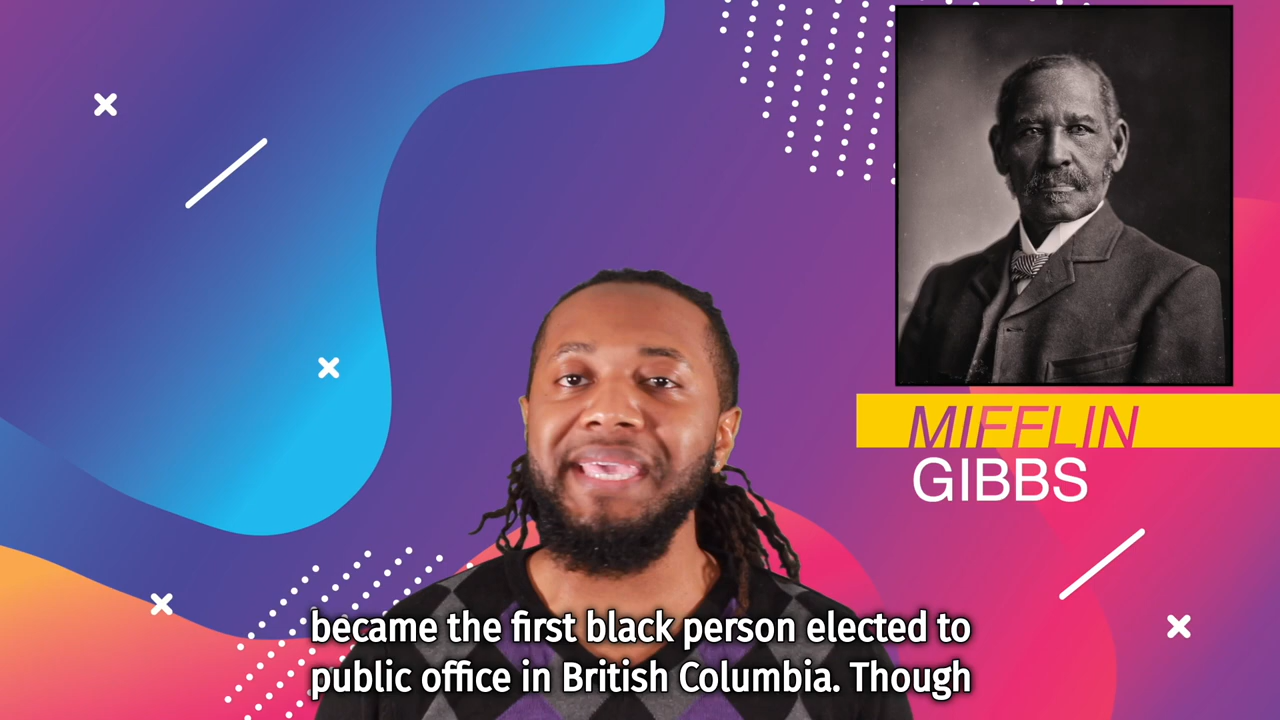 MIFFLIN
GIBBS
became the first black person elected to
public office in British Columbia. Though